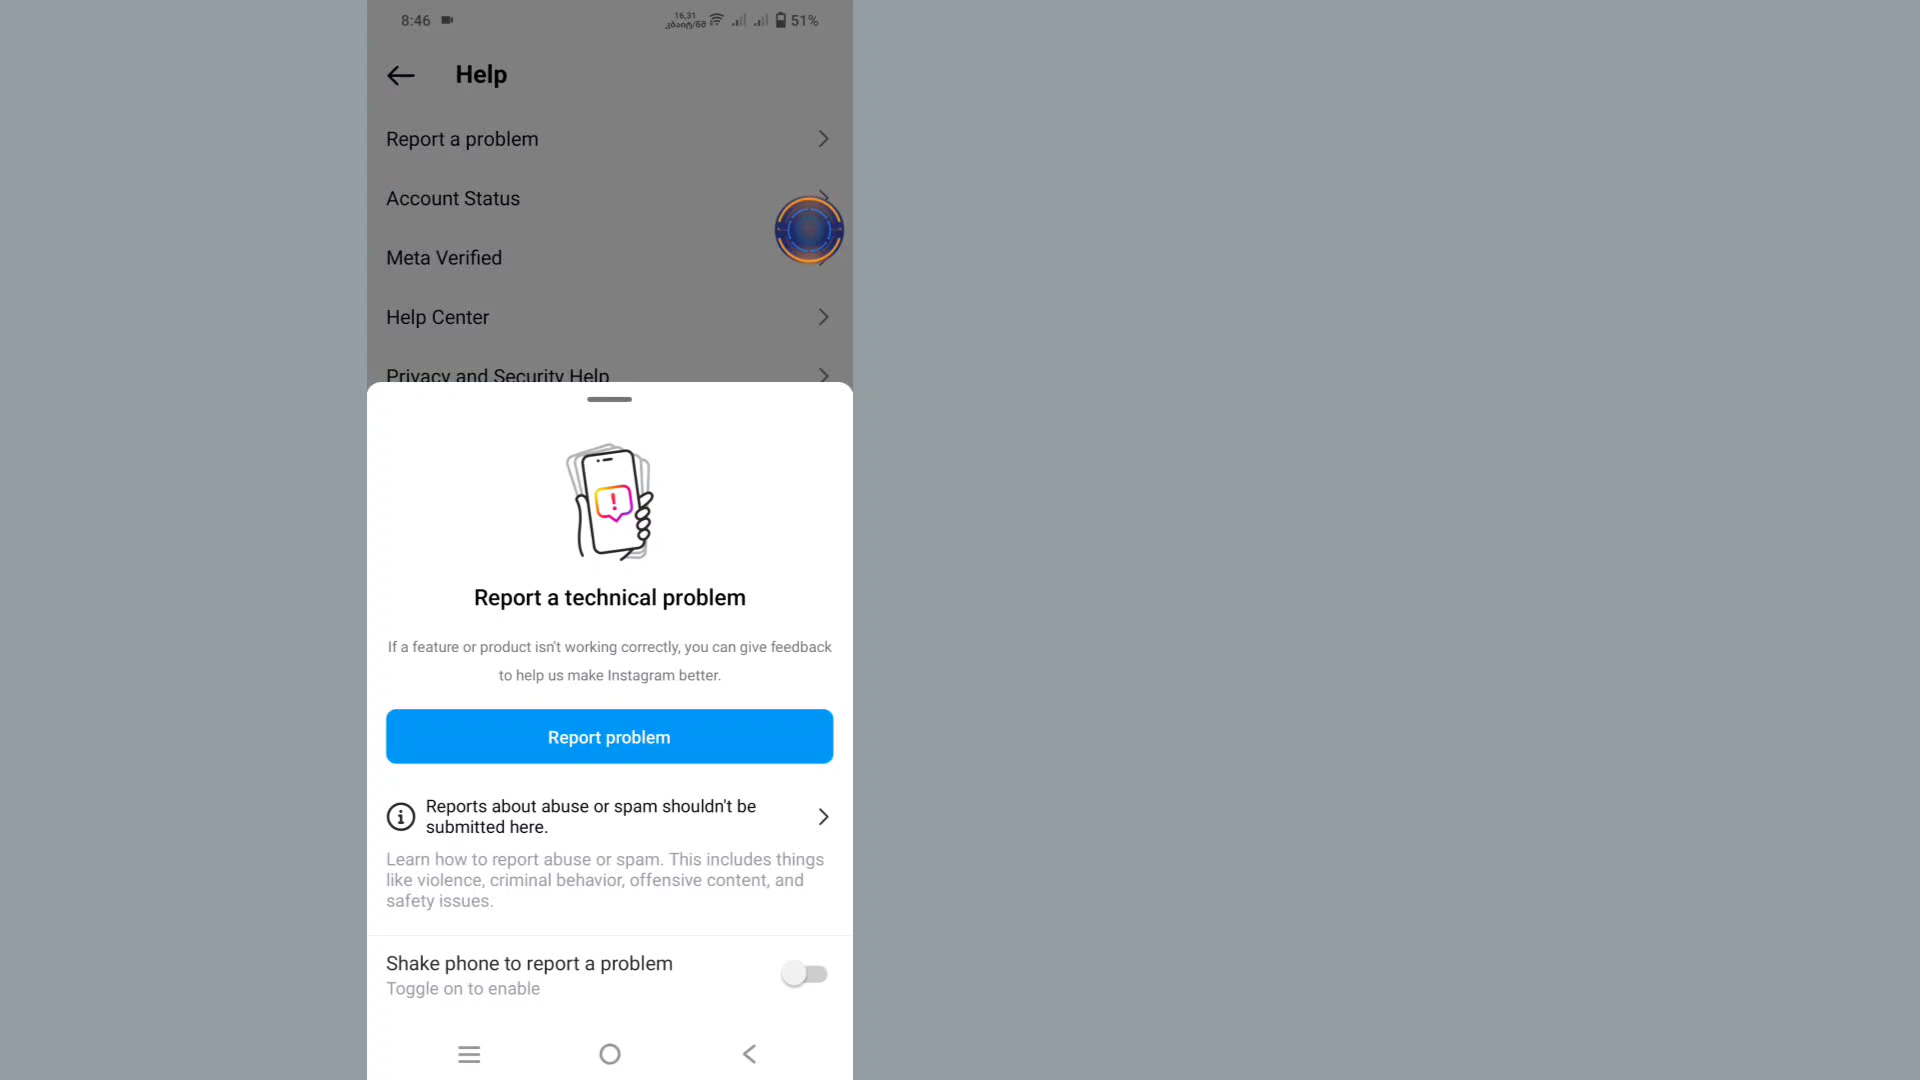 8:46
16,31
51%
Help
Report a problem
Account Status
Meta Verified
Help Center
Privacy and Security Help
Report a technical problem
If a feature or product isn't working correctly, you can give feedback
to help us make Instagram better.
Report problem
Reports about abuse or spam shouldn't be
submitted here.
Learn how to report abuse or spam. This includes things
like violence, criminal behavior, offensive content, and
safety issues.
Shake phone to report a problem
Toggle on to enable